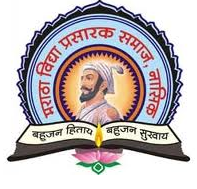 मराठा विद्या प्रसारक समाज, नासिक
बहुजन हिताय बहुजन सुखाय